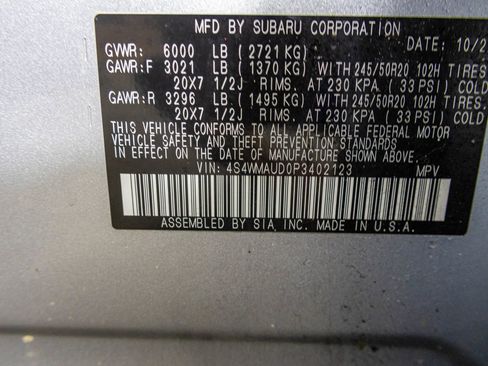 MFD BY SUBARU CORPORATION
DATE: 10/2
GVWR: 6000 LB (2721 KG)
GAWR:F 3021 LB (1370 KG) WITH 245/50R20 102H TIRES
20X7 1/2J RIMS. AT 230 KPA (33 PSI) COLD
GAWR:R 3296 LB (1495 KG) WITH 245/50R20 102H TIRES.
20X7 1/2J RIMS. AT 230 KPA (33 PSI) COLD
THIS VEHICLE CONFORMS TO ALL APPLICABLE FEDERAL MOTOR
VEHICLE SAFETY AND THEFT PREVENTION STANDARDS
IN EFFECT ON THE DATE OF MANUFACTURE SHOWN ABOVE.
VIN: 4S4WMAUD0P3402123 MPV
ASSEMBLED BY SIA, INC. MADE IN U.S.A.